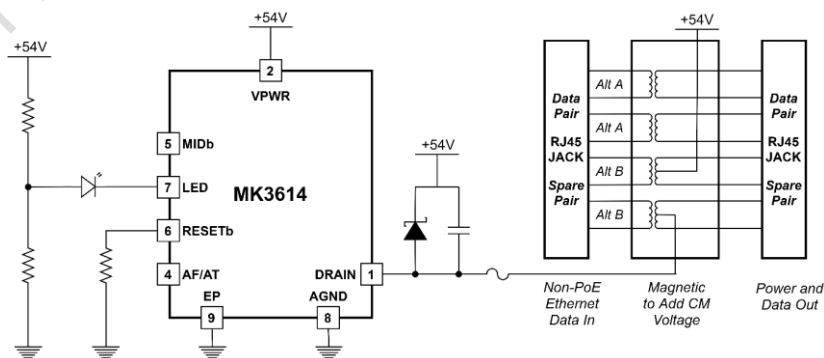 +54V
+54V
+54V
2
VPWR
5 MIDb
7 LED
MK3614
6 RESETb
4 AF/AT
DRAIN 1
EP
AGND
9
8
+54V
Data
Pair
RJ45
JACK
Spare
Pair
Alt A
Alt A
Alt B
Alt B
Data
Pair
RJ45
JACK
Spare
Pair
Non-PoE
Ethernet
Data In
Magnetic
to Add CM
Voltage
Power and
Data Out